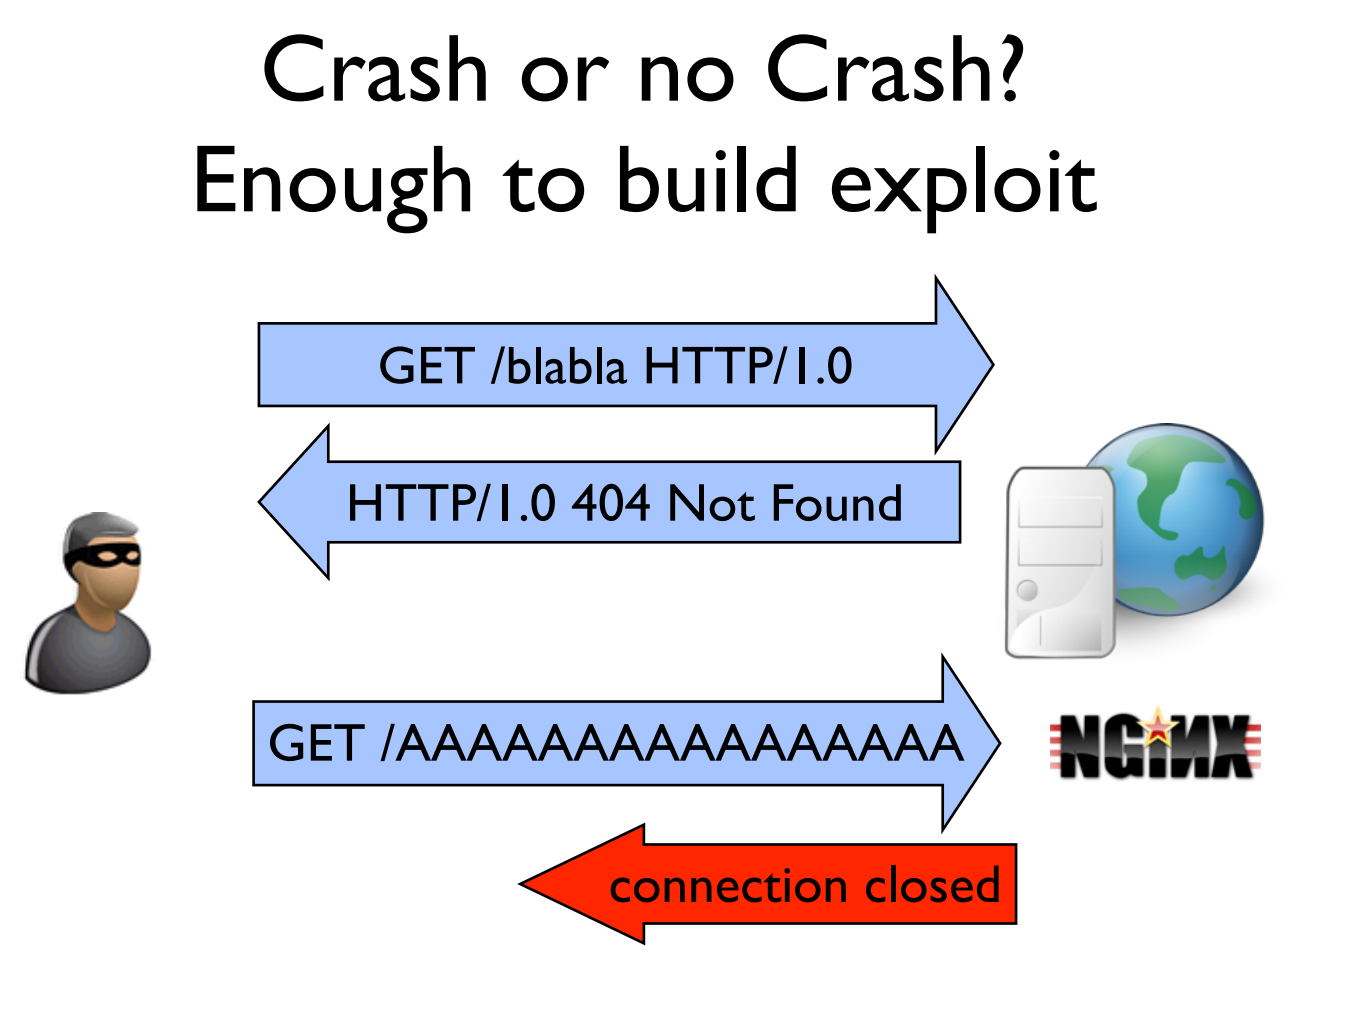 Crash or no Crash?
Enough to build exploit
GET /blabla HTTP/1.0
HTTP/1.0 404 Not Found
GET /AAAAAAAAAAAAAAAA
NGiNX
connection closed